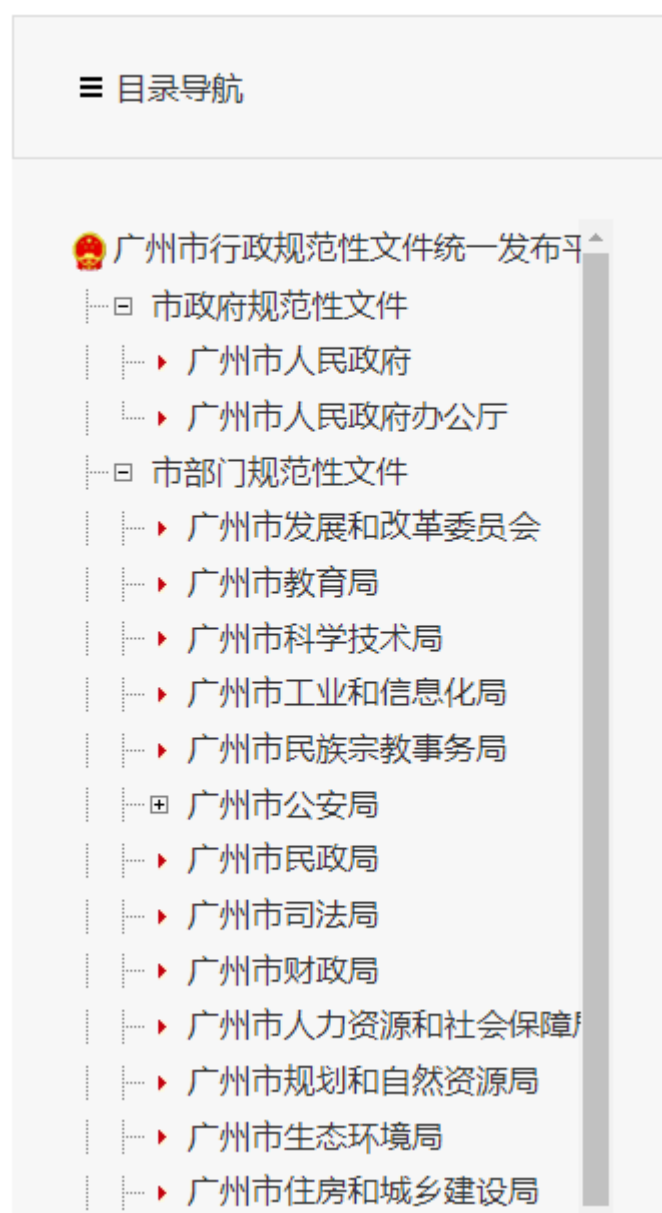 目录导航
广州市行政规范性文件统一发布平
市政府规范性文件
广州市人民政府
广州市人民政府办公厅
市部门规范性文件
广州市发展和改革委员会
广州市教育局
广州市科学技术局
广州市工业和信息化局
广州市民族宗教事务局
广州市公安局
广州市民政局
广州市司法局
广州市财政局
广州市人力资源和社会保障局
广州市规划和自然资源局
广州市生态环境局
广州市住房和城乡建设局